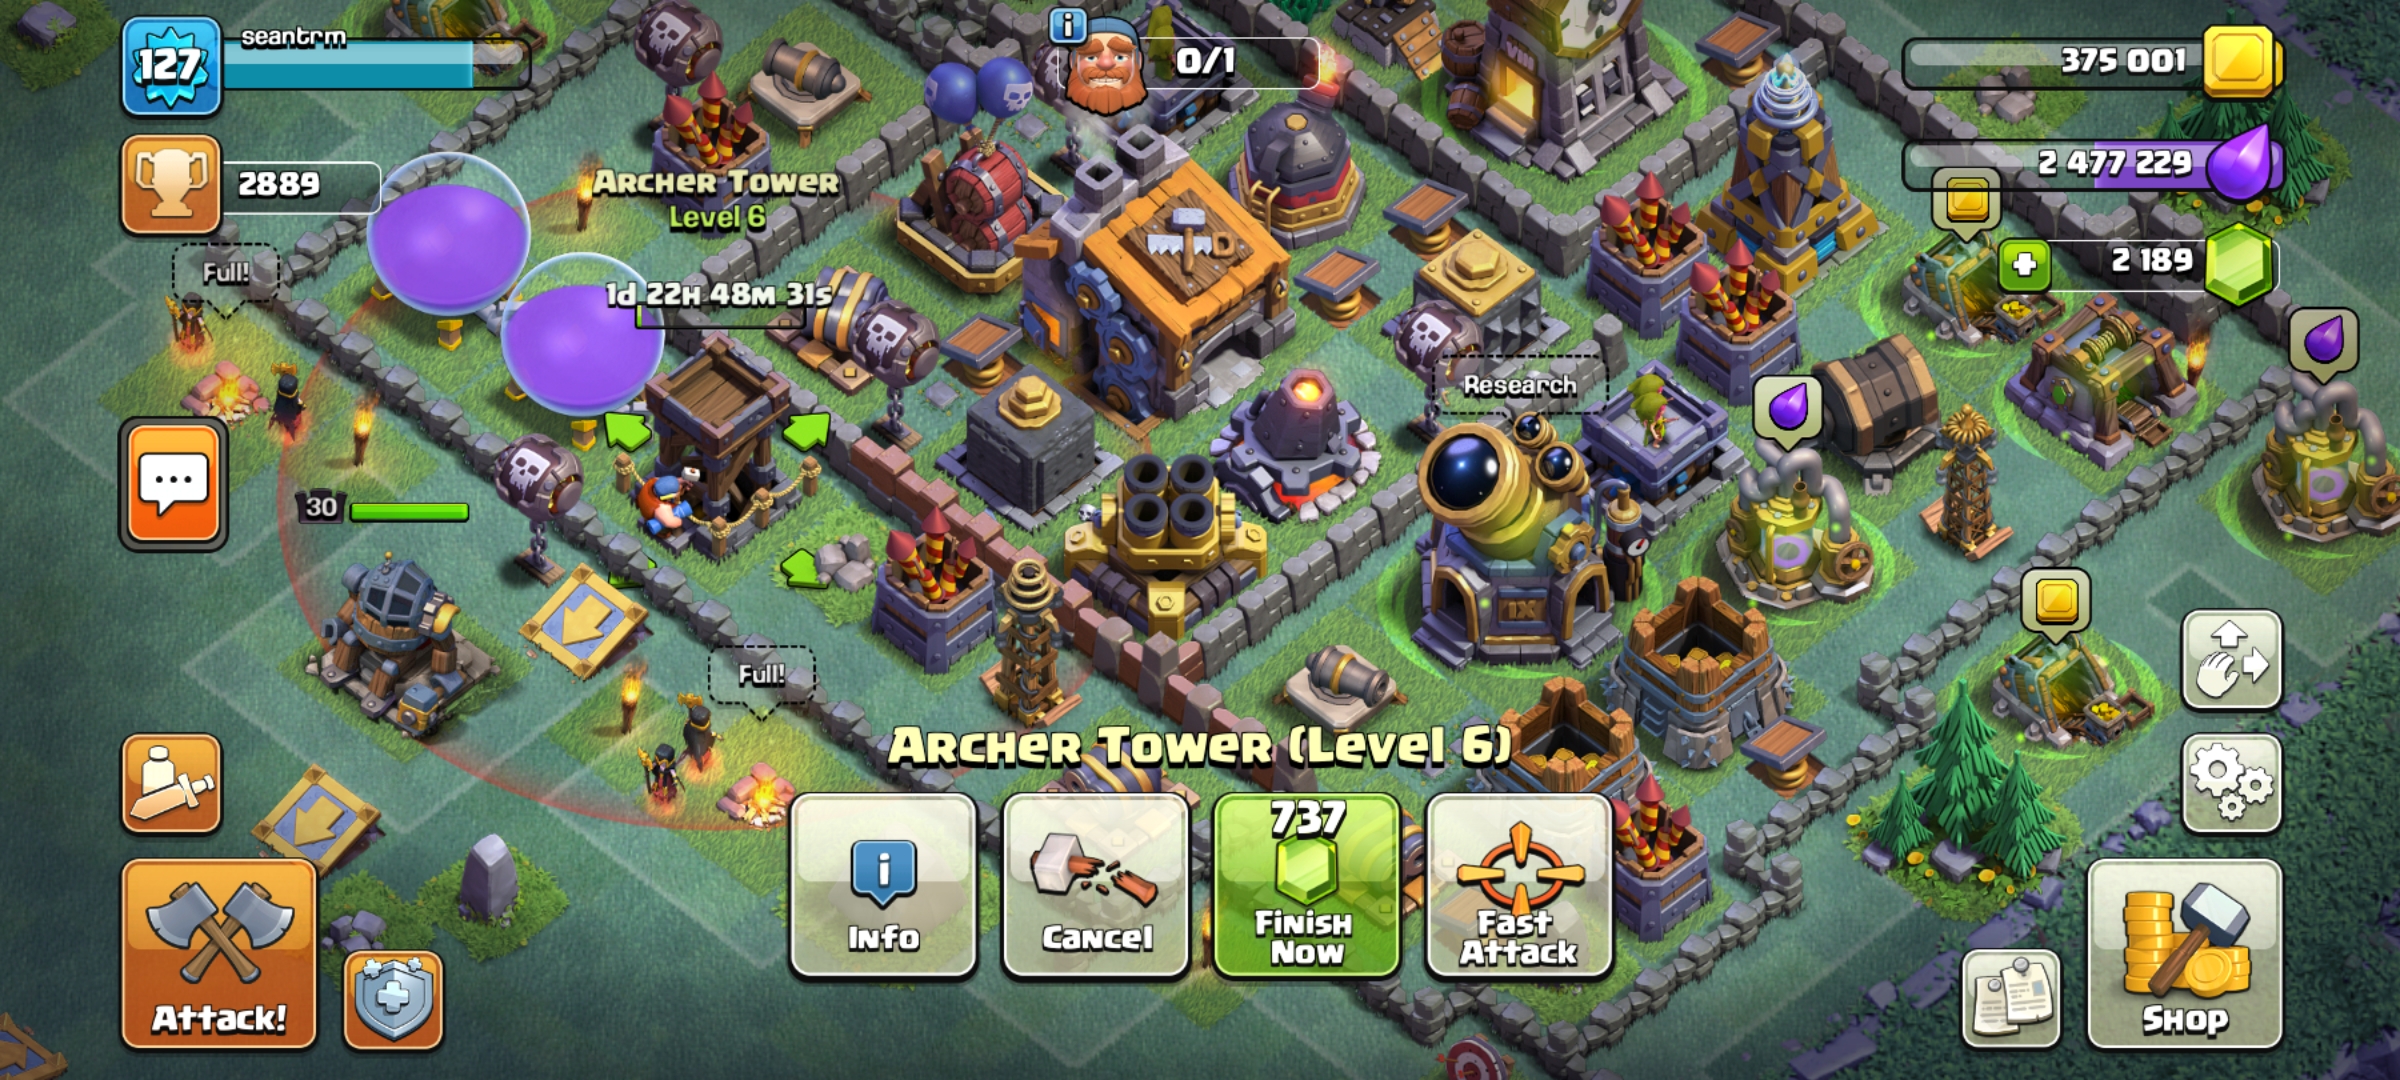 127
seantrm
0/1
375 001
2889
2 477 229
2 189
Archer Tower
Level 6
Full!
1d 22h 48m 31s
Research
30
Full!
IX
Archer Tower (Level 6)
Info
Cancel
737
Finish
Now
Fast
Attack
Attack!
Shop